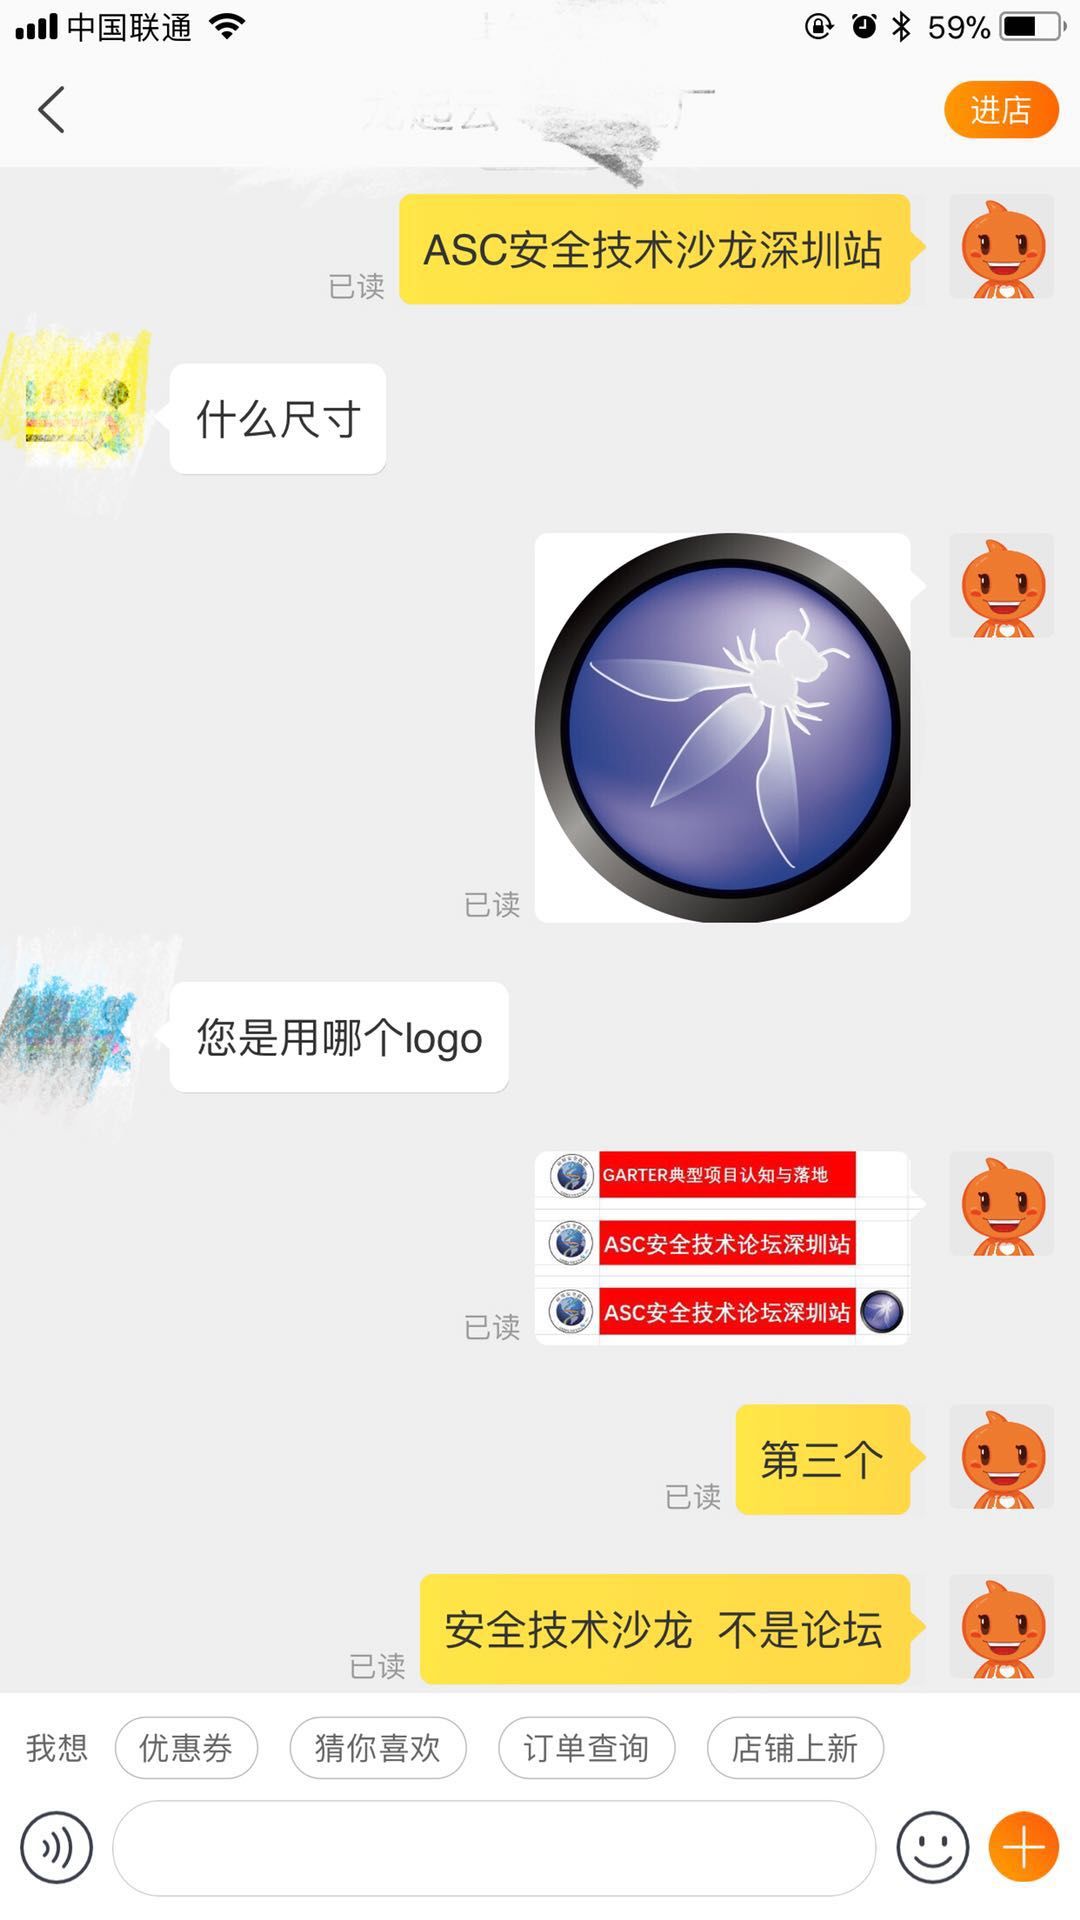 中国联通
59%
进店
ASC安全技术沙龙深圳站
已读
什么尺寸
已读
您是用哪个logo
GARTER典型项目认知与落地
ASC安全技术论坛深圳站
ASC安全技术论坛深圳站
已读
第三个
已读
安全技术沙龙 不是论坛
已读
我想
优惠券
猜你喜欢
订单查询
店铺上新